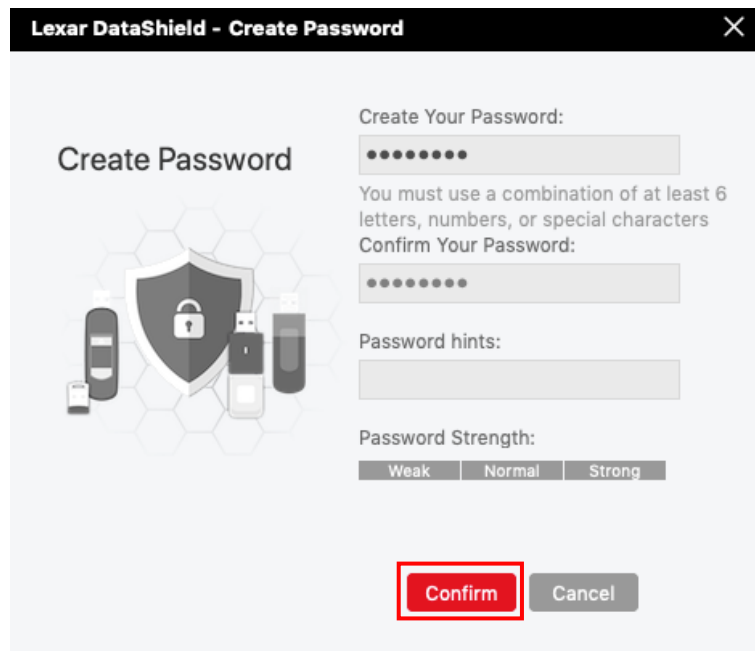 Lexar DataShield - Create Password
Create Password
Create Your Password:
••••••••
You must use a combination of at least 6
letters, numbers, or special characters
Confirm Your Password:
••••••••
Password hints:
Password Strength:
Weak Normal Strong
Confirm Cancel